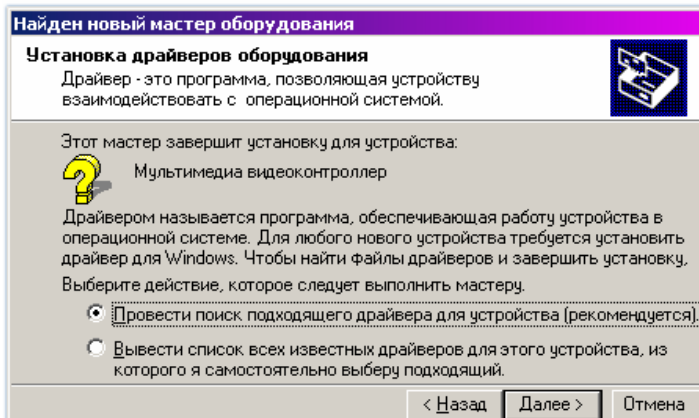 Найден новый мастер оборудования
Установка драйверов оборудования
Драйвер - это программа, позволяющая устройству
взаимодействовать с операционной системой.
Этот мастер завершит установку для устройства:
Мультимедиа видеоконтроллер
Драйвером называется программа, обеспечивающая работу устройства в
операционной системе. Для любого нового устройства требуется установить
драйвер для Windows. Чтобы найти файлы драйверов и завершить установку,
Выберите действие, которое следует выполнить мастеру.
Провести поиск подходящего драйвера для устройства (рекомендуется).
Вывести список всех известных драйверов для этого устройства, из
которого я самостоятельно выберу подходящий.
< Назад Далее > Отмена